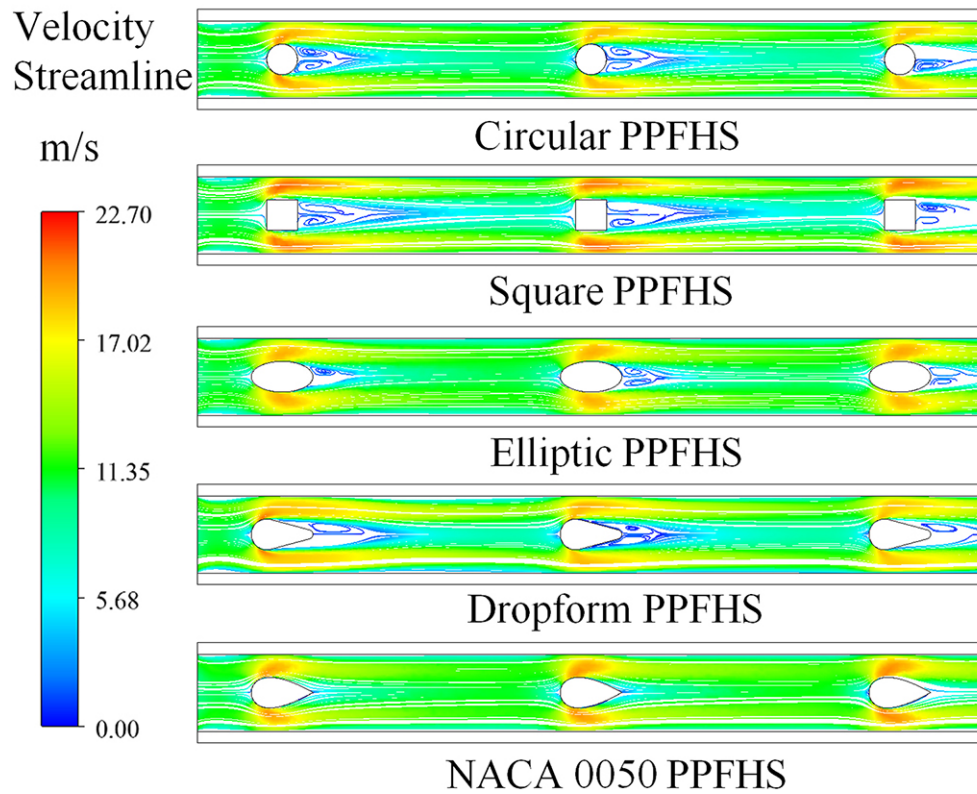 Velocity
Streamline
m/s
22.70
17.02
11.35
5.68
0.00
Circular PPFHS
Square PPFHS
Elliptic PPFHS
Dropform PPFHS
NACA 0050 PPFHS